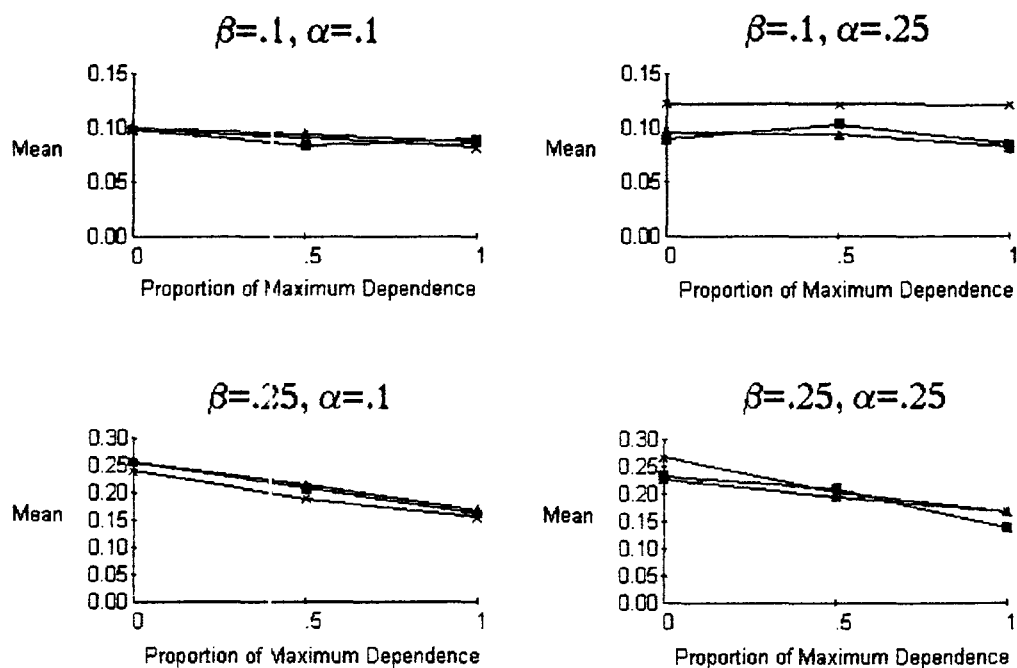 β=.1, α=.1
0.15
0.10
Mean
0.05
0.00
0 .5 1
Proportion of Maximum Dependence
β=.1, α=.25
0.15
0.10
Mean
0.05
0.00
0 .5 1
Proportion of Maximum Dependence
β=.25, α=.1
0.30
0.25
0.20
Mean
0.15
0.10
0.05
0.00
0 .5 1
Proportion of Maximum Dependence
β=.25, α=.25
0.30
0.25
0.20
Mean
0.15
0.10
0.05
0.00
0 .5 1
Proportion of Maximum Dependence